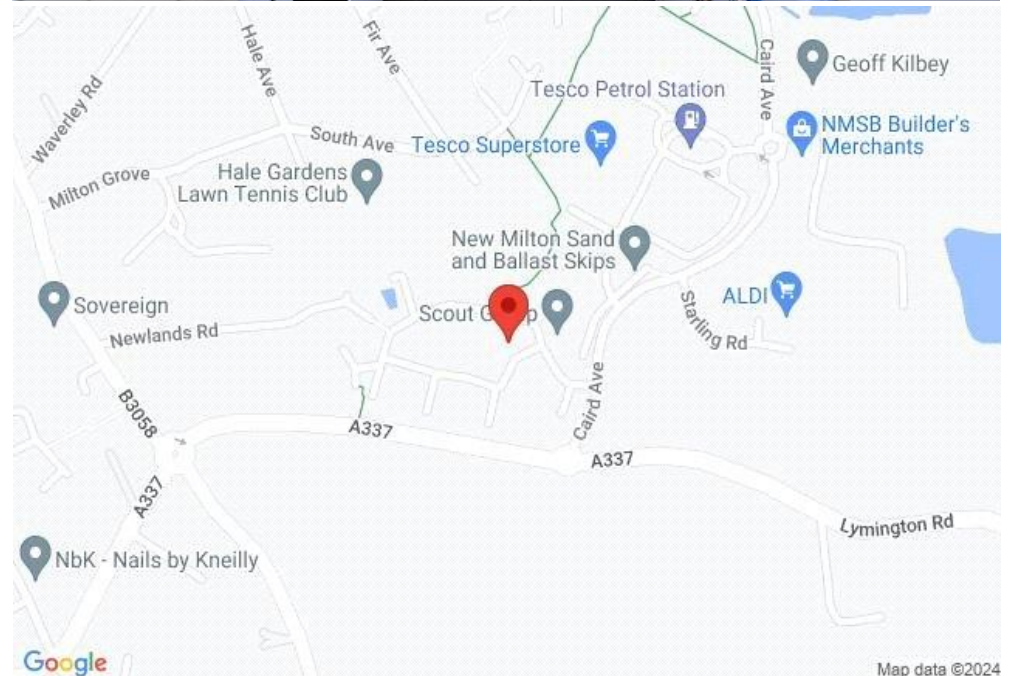 Hale Ave
Fir Ave
Caird Ave
Geoff Kilbey
Waverley Rd
Tesco Petrol Station
South Ave
Tesco Superstore
NMSB Builder's
Merchants
Milton Grove
Hale Gardens
Lawn Tennis Club
New Milton Sand
and Ballast Skips
Sovereign
ALDI
Scout
Newlands Rd
Starling Rd
B3058
Caird Ave
A337
A337
A337
Lymington Rd
NbK - Nails by Kneilly
Google
Map data ©2024